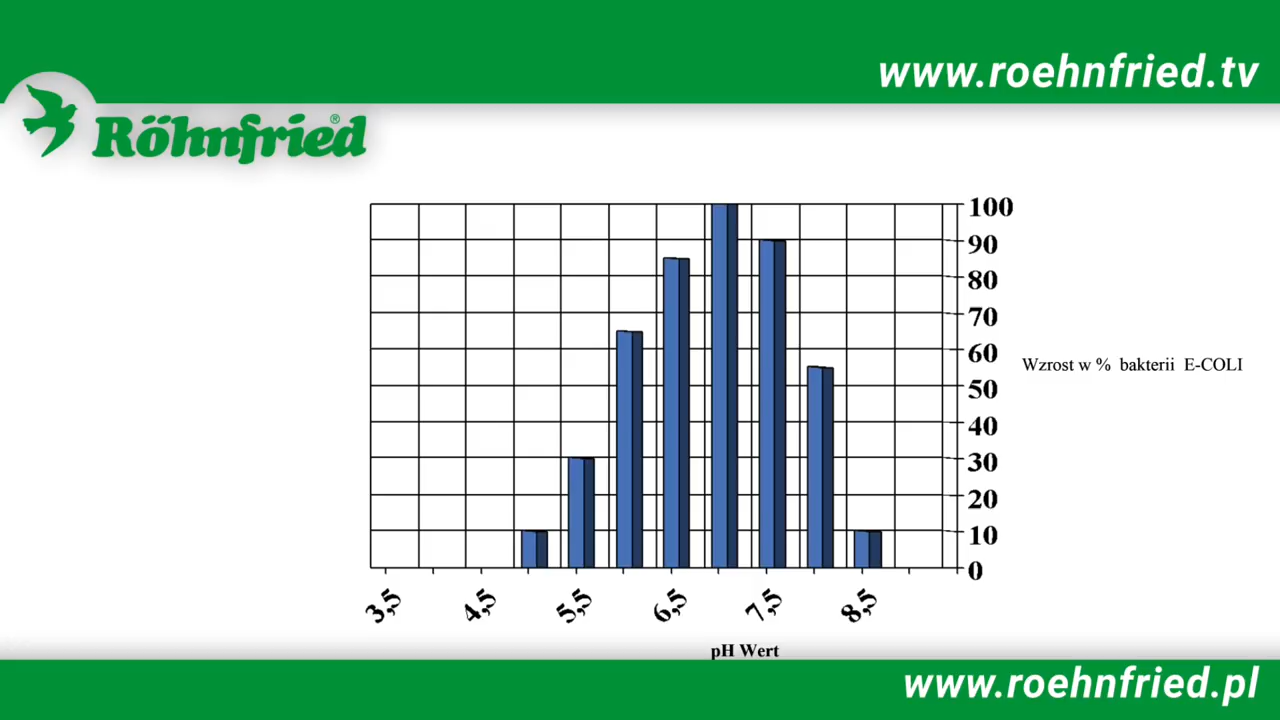 www.roehnfried.tv
Röhnfried®
100
90
80
70
60
50
40
30
20
10
0
Wzrost w % bakterii E-COLI
3,5 4,5 5,5 6,5 7,5 8,5
pH Wert
www.roehnfried.pl